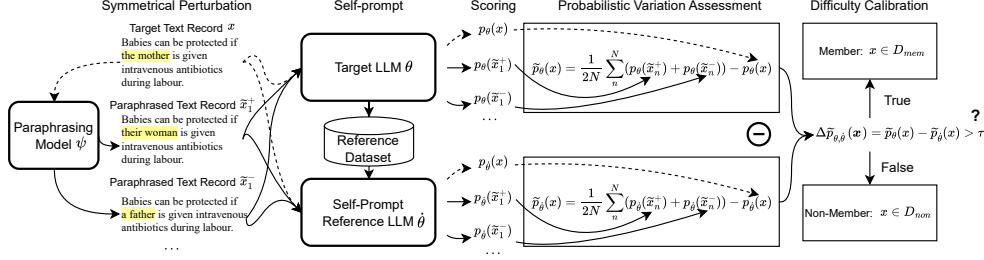 Symmetrical Perturbation
Self-prompt
Scoring
Probabilistic Variation Assessment
Difficulty Calibration
Target Text Record x
Babies can be protected if
the mother is given
intravenous antibiotics
during labour.
Paraphrasing
Model ψ
Paraphrased Text Record x̃₁⁺
Babies can be protected if
their woman is given
intravenous antibiotics
during labour.
Paraphrased Text Record x̃₁⁻
Babies can be protected if
a father is given intravenous
antibiotics during labour.
...
Target LLM θ
Reference
Dataset
Self-Prompt
Reference LLM θ̇
p_θ(x)
p_θ(x̃₁⁺)
p_θ(x̃₁⁻)
...
p_θ̇(x)
p_θ̇(x̃₁⁺)
p_θ̇(x̃₁⁻)
...
p̃_θ(x) = 1/2N ∑_n^N (p_θ(x̃_n⁺) + p_θ(x̃_n⁻)) − p_θ(x)
−
p̃_θ̇(x) = 1/2N ∑_n^N (p_θ̇(x̃_n⁺) + p_θ̇(x̃_n⁻)) − p_θ̇(x)
Member: x ∈ D_mem
True
?
Δp̃_θ,θ̇(x) = p̃_θ(x) − p̃_θ̇(x) > τ
False
Non-Member: x ∈ D_non